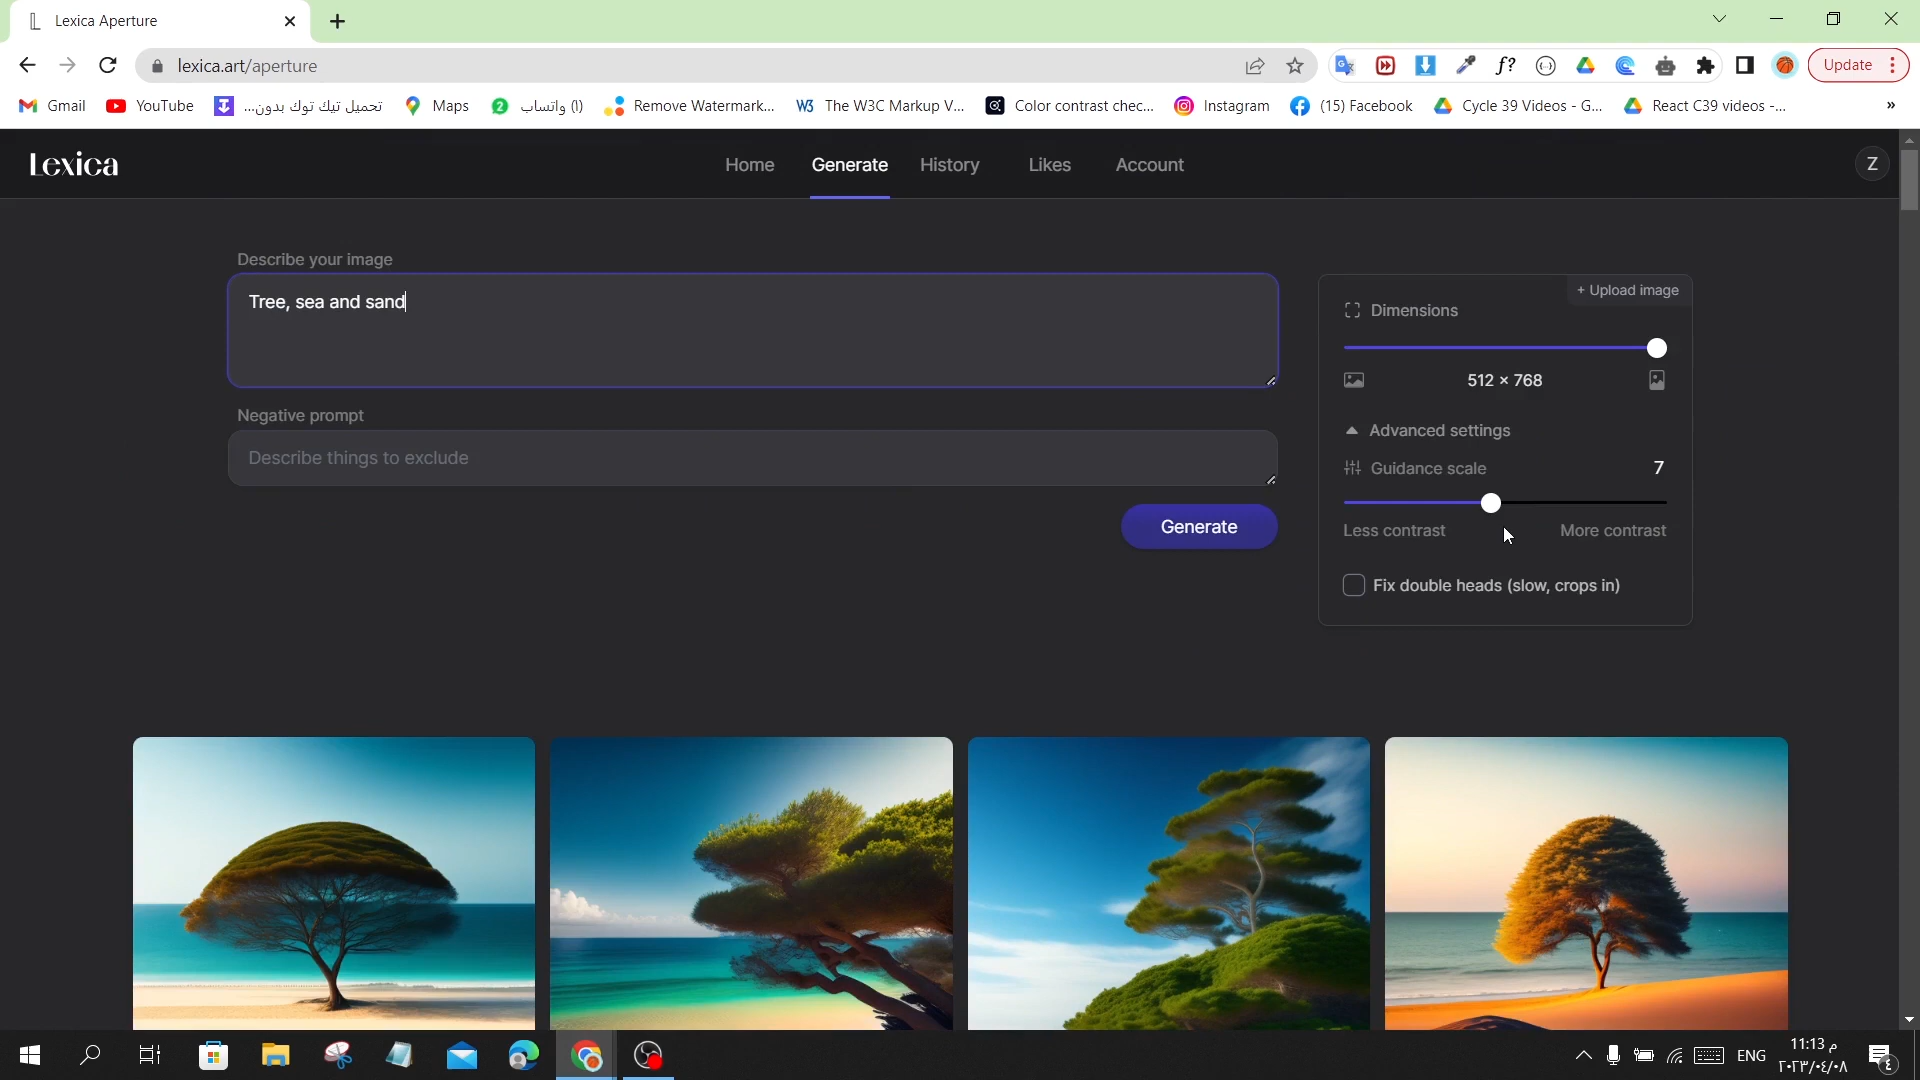 Lexica Aperture
lexica.art/aperture
Update
Gmail
YouTube
تحميل تيك توك بدون...
Maps
(1) واتساب
Remove Watermark...
The W3C Markup V...
Color contrast chec...
Instagram
(15) Facebook
Cycle 39 Videos - G...
React C39 videos -...
»
Lexica
Home
Generate
History
Likes
Account
Z
Describe your image
Tree, sea and sand
+ Upload image
Dimensions
512 × 768
Negative prompt
Describe things to exclude
Advanced settings
Guidance scale
7
Less contrast
More contrast
Generate
Fix double heads (slow, crops in)
ENG
11:13 م
٢٠٢٣/٠٤/٠٨
٤